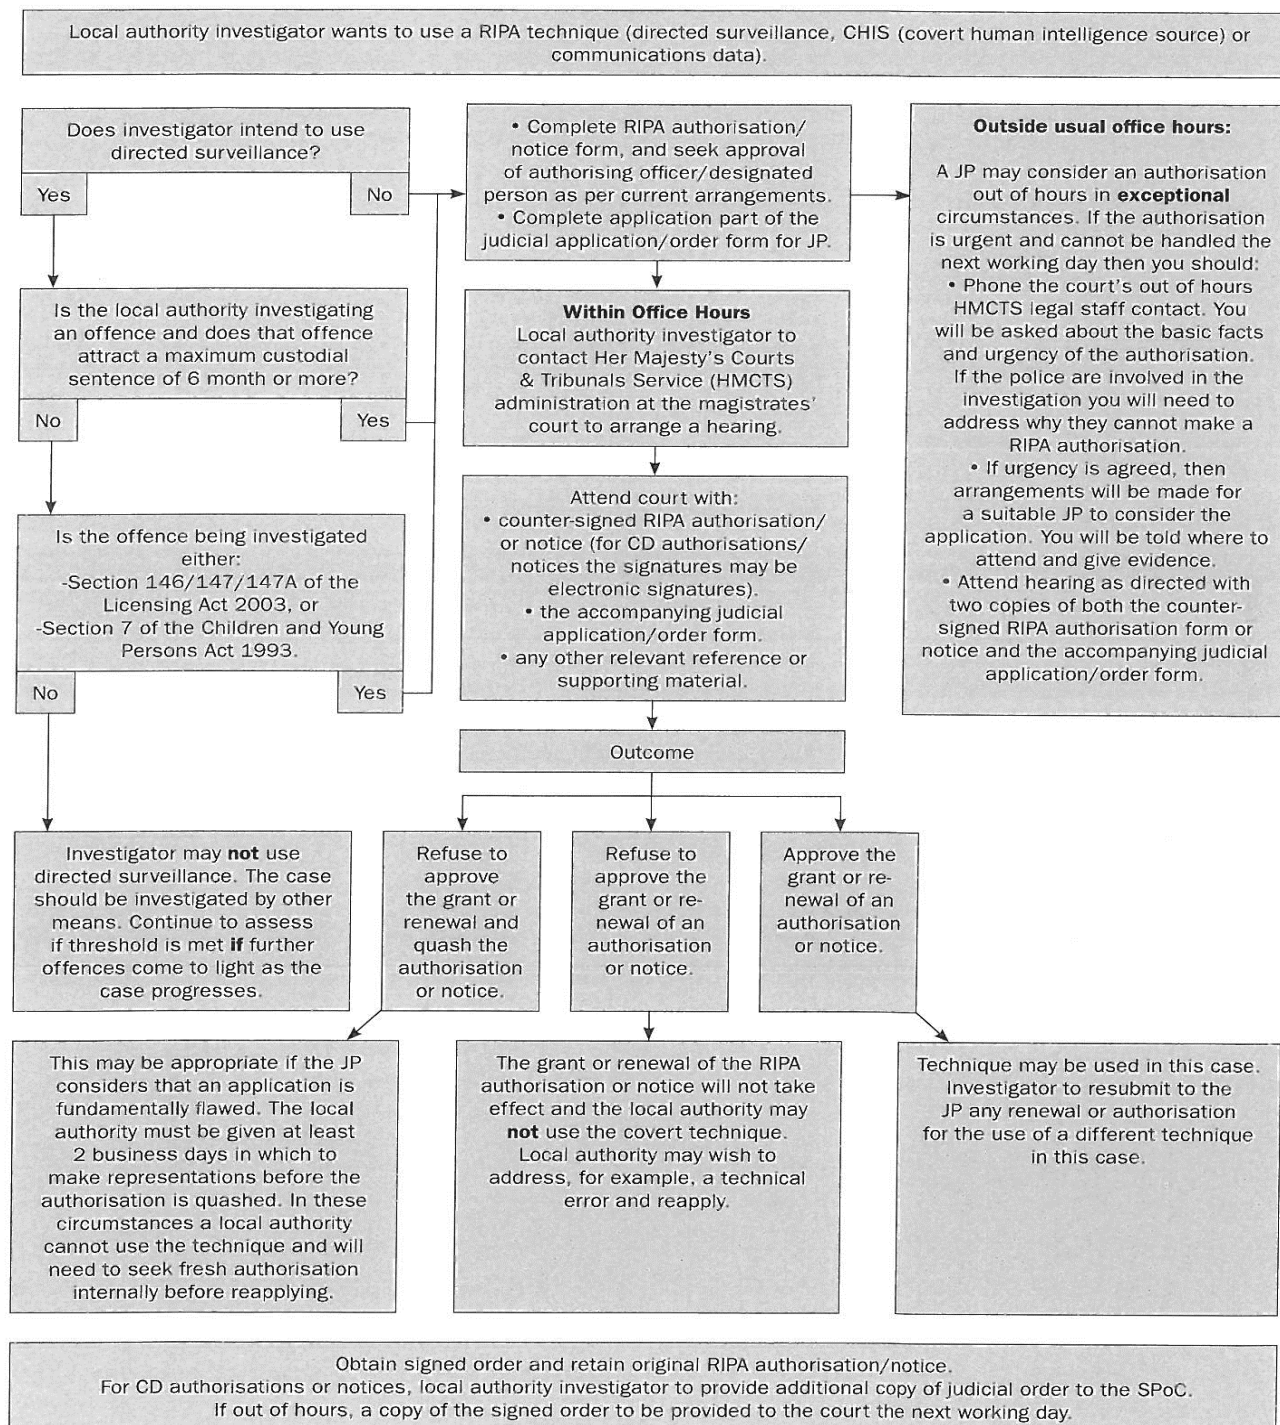 Local authority investigator wants to use a RIPA technique (directed surveillance, CHIS (covert human intelligence source) or
communications data).
Does investigator intend to use
directed surveillance?
Yes
No
Is the local authority investigating
an offence and does that offence
attract a maximum custodial
sentence of 6 month or more?
No
Yes
Is the offence being investigated
either:
-Section 146/147/147A of the
Licensing Act 2003, or
-Section 7 of the Children and Young
Persons Act 1993.
No
Yes
Investigator may not use
directed surveillance. The case
should be investigated by other
means. Continue to assess
if threshold is met if further
offences come to light as the
case progresses.
• Complete RIPA authorisation/
notice form, and seek approval
of authorising officer/designated
person as per current arrangements.
• Complete application part of the
judicial application/order form for JP.
Within Office Hours
Local authority investigator to
contact Her Majesty's Courts
& Tribunals Service (HMCTS)
administration at the magistrates'
court to arrange a hearing.
Attend court with:
• counter-signed RIPA authorisation/
or notice (for CD authorisations/
notices the signatures may be
electronic signatures).
• the accompanying judicial
application/order form.
• any other relevant reference or
supporting material.
Outside usual office hours:
A JP may consider an authorisation
out of hours in exceptional
circumstances. If the authorisation
is urgent and cannot be handled the
next working day then you should:
• Phone the court's out of hours
HMCTS legal staff contact. You
will be asked about the basic facts
and urgency of the authorisation.
If the police are involved in the
investigation you will need to
address why they cannot make a
RIPA authorisation.
• If urgency is agreed, then
arrangements will be made for
a suitable JP to consider the
application. You will be told where to
attend and give evidence.
• Attend hearing as directed with
two copies of both the counter-
signed RIPA authorisation form or
notice and the accompanying judicial
application/order form.
Outcome
Refuse to
approve
the grant or
renewal and
quash the
authorisation
or notice.
Refuse to
approve the
grant or re-
newal of an
authorisation
or notice.
Approve the
grant or re-
newal of an
authorisation
or notice.
This may be appropriate if the JP
considers that an application is
fundamentally flawed. The local
authority must be given at least
2 business days in which to
make representations before the
authorisation is quashed. In these
circumstances a local authority
cannot use the technique and will
need to seek fresh authorisation
internally before reapplying.
The grant or renewal of the RIPA
authorisation or notice will not take
effect and the local authority may
not use the covert technique.
Local authority may wish to
address, for example, a technical
error and reapply.
Technique may be used in this case.
Investigator to resubmit to the
JP any renewal or authorisation
for the use of a different technique
in this case.
Obtain signed order and retain original RIPA authorisation/notice.
For CD authorisations or notices, local authority investigator to provide additional copy of judicial order to the SPoC.
If out of hours, a copy of the signed order to be provided to the court the next working day.